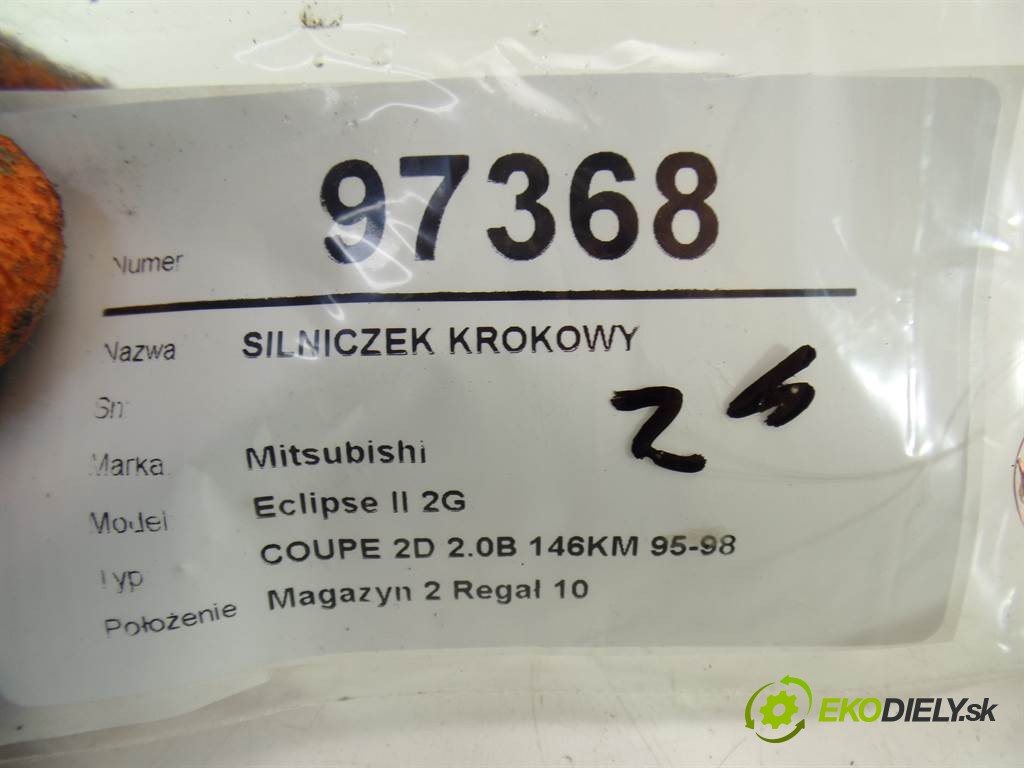 Numer 97368
Nazwa SILNICZEK KROKOWY
Sn:
Marka Mitsubishi
Model Eclipse II 2G
Typ COUPE 2D 2.0B 146KM 95-98
Położenie Magazyn 2 Regał 10
EKODIELY.sk